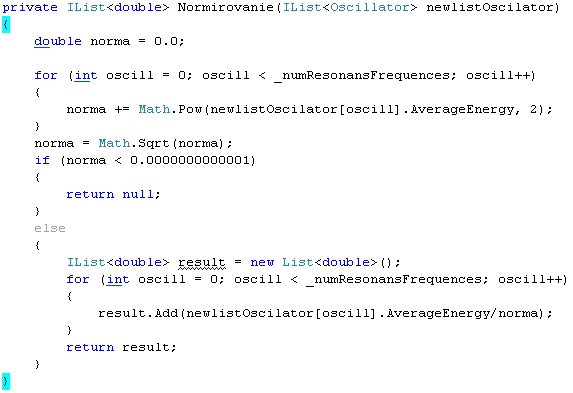 private IList<double> Normirovanie(IList<Oscillator> newlistOscilator)
{
    double norma = 0.0;

    for (int oscill = 0; oscill < _numResonansFrequences; oscill++)
    {
        norma += Math.Pow(newlistOscilator[oscill].AverageEnergy, 2);
    }
    norma = Math.Sqrt(norma);
    if (norma < 0.0000000000001)
    {
        return null;
    }
    else
    {
        IList<double> result = new List<double>();
        for (int oscill = 0; oscill < _numResonansFrequences; oscill++)
        {
            result.Add(newlistOscilator[oscill].AverageEnergy/norma);
        }
        return result;
    }
}